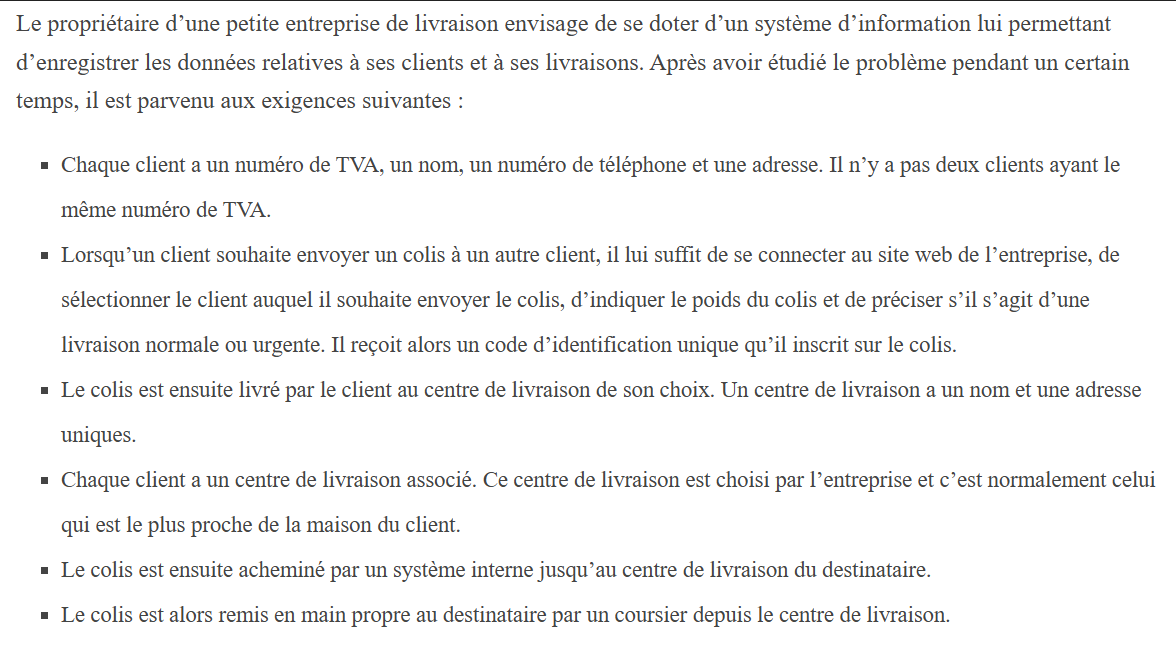 Le propriétaire d’une petite entreprise de livraison envisage de se doter d’un système d’information lui permettant
d’enregistrer les données relatives à ses clients et à ses livraisons. Après avoir étudié le problème pendant un certain
temps, il est parvenu aux exigences suivantes :
▪ Chaque client a un numéro de TVA, un nom, un numéro de téléphone et une adresse. Il n’y a pas deux clients ayant le
même numéro de TVA.
▪ Lorsqu’un client souhaite envoyer un colis à un autre client, il lui suffit de se connecter au site web de l’entreprise, de
sélectionner le client auquel il souhaite envoyer le colis, d’indiquer le poids du colis et de préciser s’il s’agit d’une
livraison normale ou urgente. Il reçoit alors un code d’identification unique qu’il inscrit sur le colis.
▪ Le colis est ensuite livré par le client au centre de livraison de son choix. Un centre de livraison a un nom et une adresse
uniques.
▪ Chaque client a un centre de livraison associé. Ce centre de livraison est choisi par l’entreprise et c’est normalement celui
qui est le plus proche de la maison du client.
▪ Le colis est ensuite acheminé par un système interne jusqu’au centre de livraison du destinataire.
▪ Le colis est alors remis en main propre au destinataire par un coursier depuis le centre de livraison.